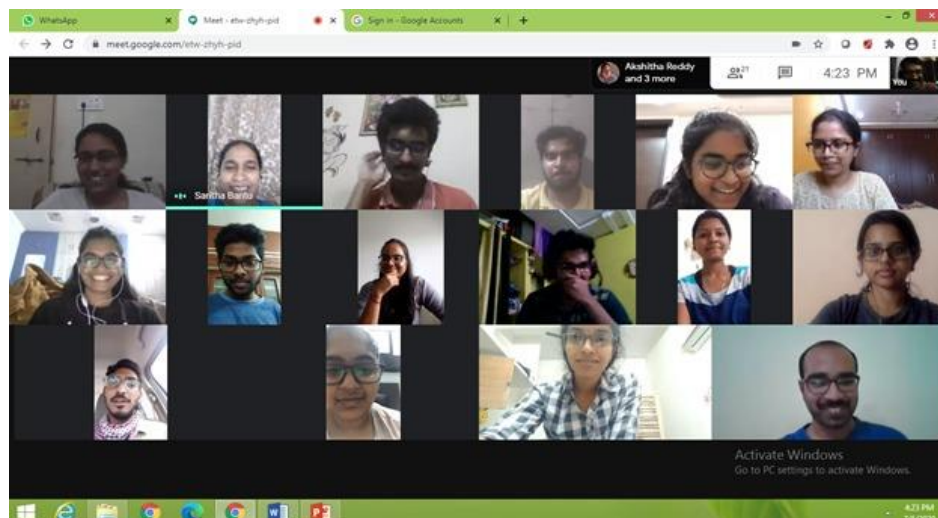 WhatsApp
Meet - etw-zhyh-pid
Sign in - Google Accounts
meet.google.com/etw-zhyh-pid
Akshitha Reddy
and 3 more
21
4:23 PM
You
Saritha Bantu
Activate Windows
Go to PC settings to activate Windows.
4:23 PM